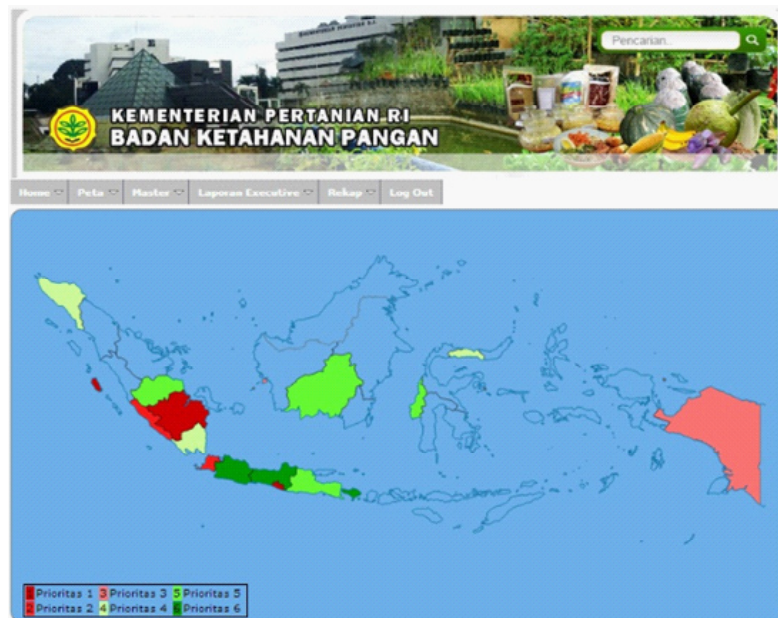 Pencarian...
KEMENTERIAN PERTANIAN RI
BADAN KETAHANAN PANGAN
Home Peta Master Laporan Executive Rekap Log Out
1 Prioritas 1 3 Prioritas 3 5 Prioritas 5
2 Prioritas 2 4 Prioritas 4 6 Prioritas 6